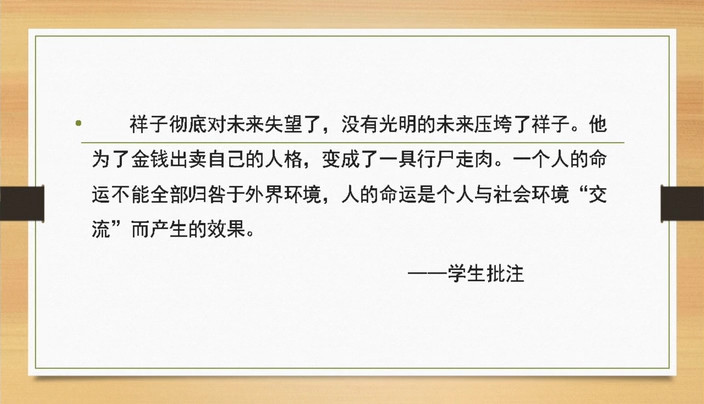 祥子彻底对未来失望了，没有光明的未来压垮了祥子。他
为了金钱出卖自己的人格，变成了一具行尸走肉。一个人的命
运不能全部归咎于外界环境，人的命运是个人与社会环境“交
流”而产生的效果。
——学生批注